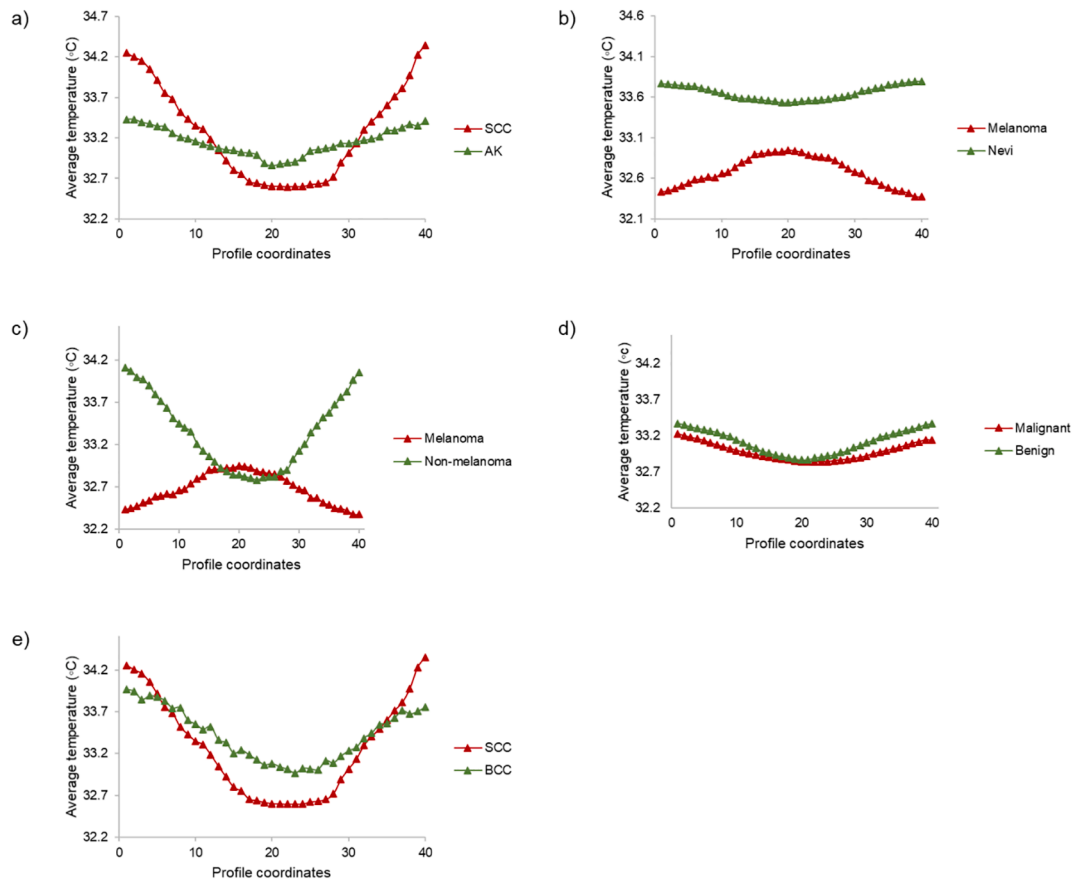 a)
Average temperature (◦C)
34.7
34.2
33.7
33.2
32.7
32.2
0 10 20 30 40
Profile coordinates
SCC
AK
b)
Average temperature (◦C)
34.6
34.1
33.6
33.1
32.6
32.1
0 10 20 30 40
Profile coordinates
Melanoma
Nevi
c)
Average temperature (◦C)
34.2
33.7
33.2
32.7
32.2
0 10 20 30 40
Profile coordinates
Melanoma
Non-melanoma
d)
Average temperature (◦c)
34.2
33.7
33.2
32.7
32.2
0 10 20 30 40
Profile coordinates
Malignant
Benign
e)
Average temperature (◦C)
34.2
33.7
33.2
32.7
32.2
0 10 20 30 40
Profile coordinates
SCC
BCC